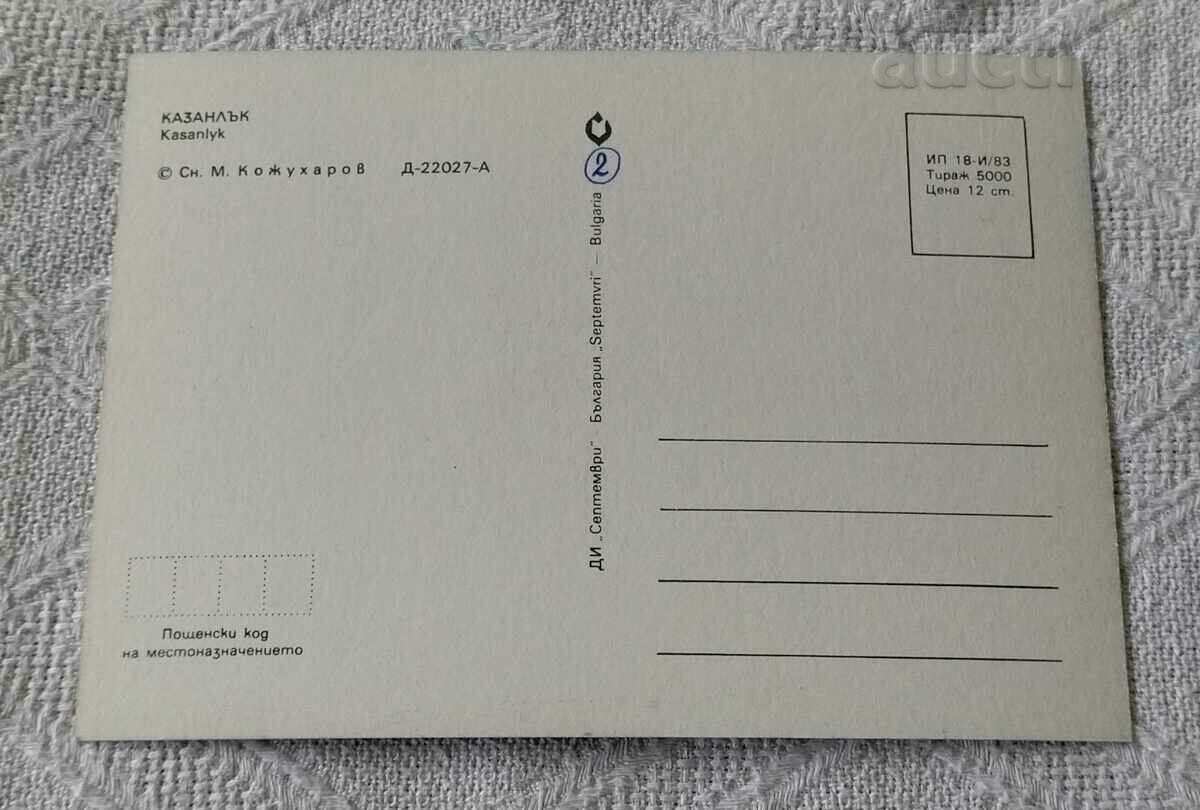 aucti
КАЗАНЛЪК
Kasanlyk
© Сн. М. Кожухаров Д-22027-А
2
ДИ „Септември" България „Septemvri" — Bulgaria
ИП 18-И/83
Тираж 5000
Цена 12 ст.
Пощенски код
на местоназначението